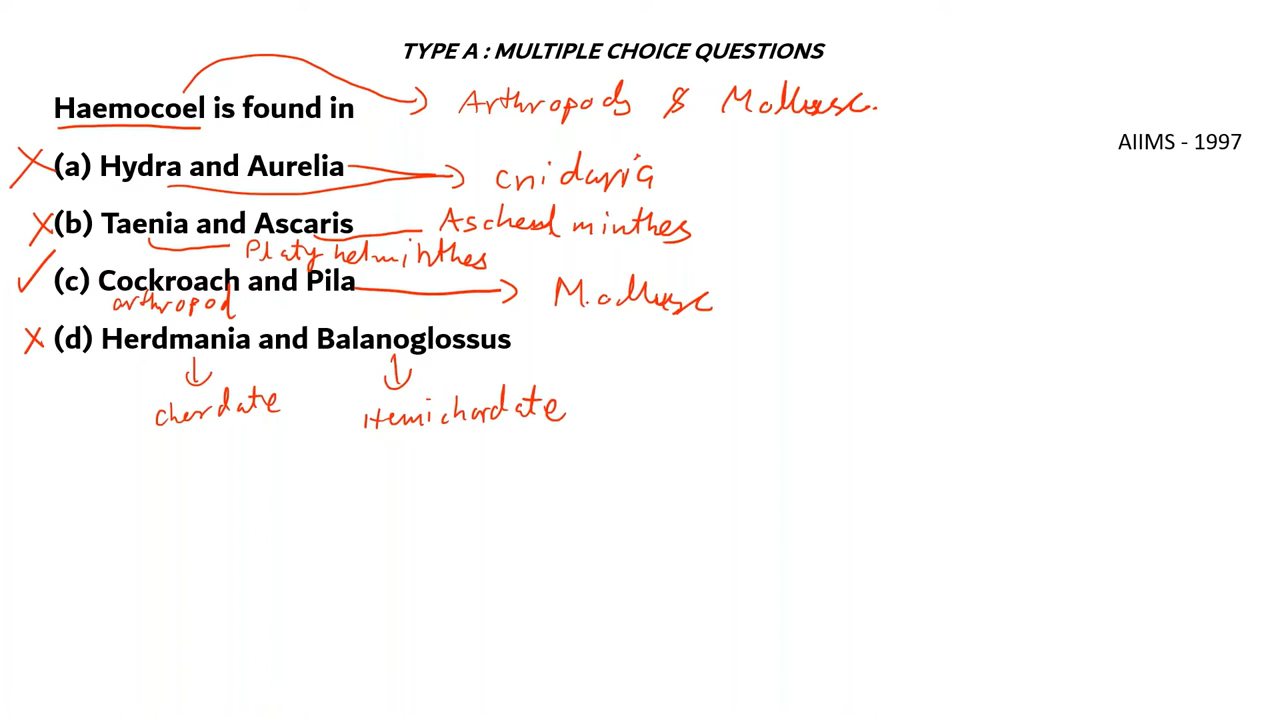 TYPE A : MULTIPLE CHOICE QUESTIONS
Haemocoel is found in → Arthropods & Mollusc.
AIIMS - 1997
(a) Hydra and Aurelia → cnidaria
(b) Taenia and Ascaris Aschelminthes
Platyhelminthes
(c) Cockroach and Pila → Mollusc
arthropod
(d) Herdmania and Balanoglossus
chordate Hemichordate